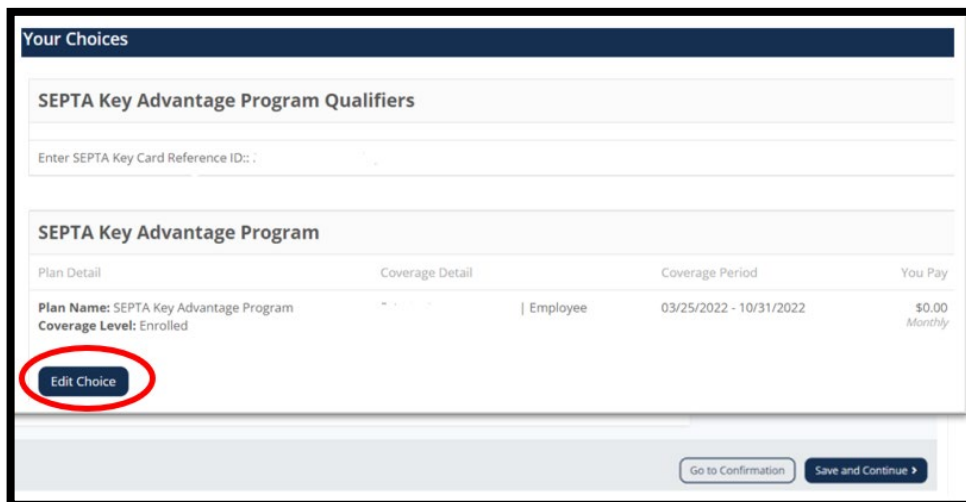 Your Choices
SEPTA Key Advantage Program Qualifiers
Enter SEPTA Key Card Reference ID::
SEPTA Key Advantage Program
Plan Detail Coverage Detail Coverage Period You Pay
Plan Name: SEPTA Key Advantage Program | Employee 03/25/2022 - 10/31/2022 $0.00
Coverage Level: Enrolled Monthly
Edit Choice
Go to Confirmation Save and Continue >